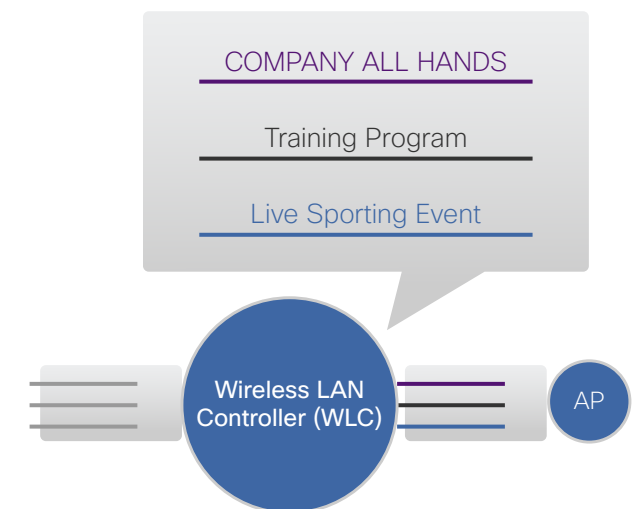 COMPANY ALL HANDS
Training Program
Live Sporting Event
Wireless LAN
Controller (WLC)
AP